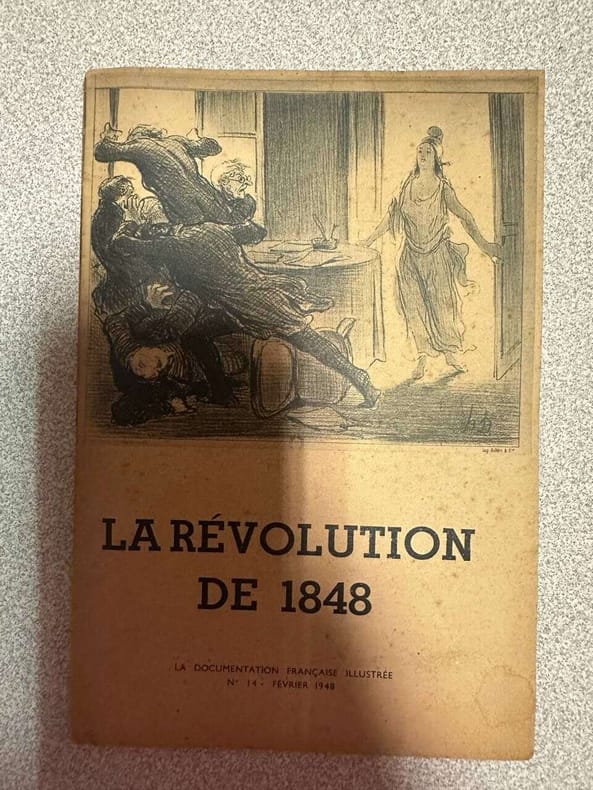 h.D.
LA RÉVOLUTION
DE 1848
LA DOCUMENTATION FRANÇAISE ILLUSTRÉE
N° 14 - FÉVRIER 1948